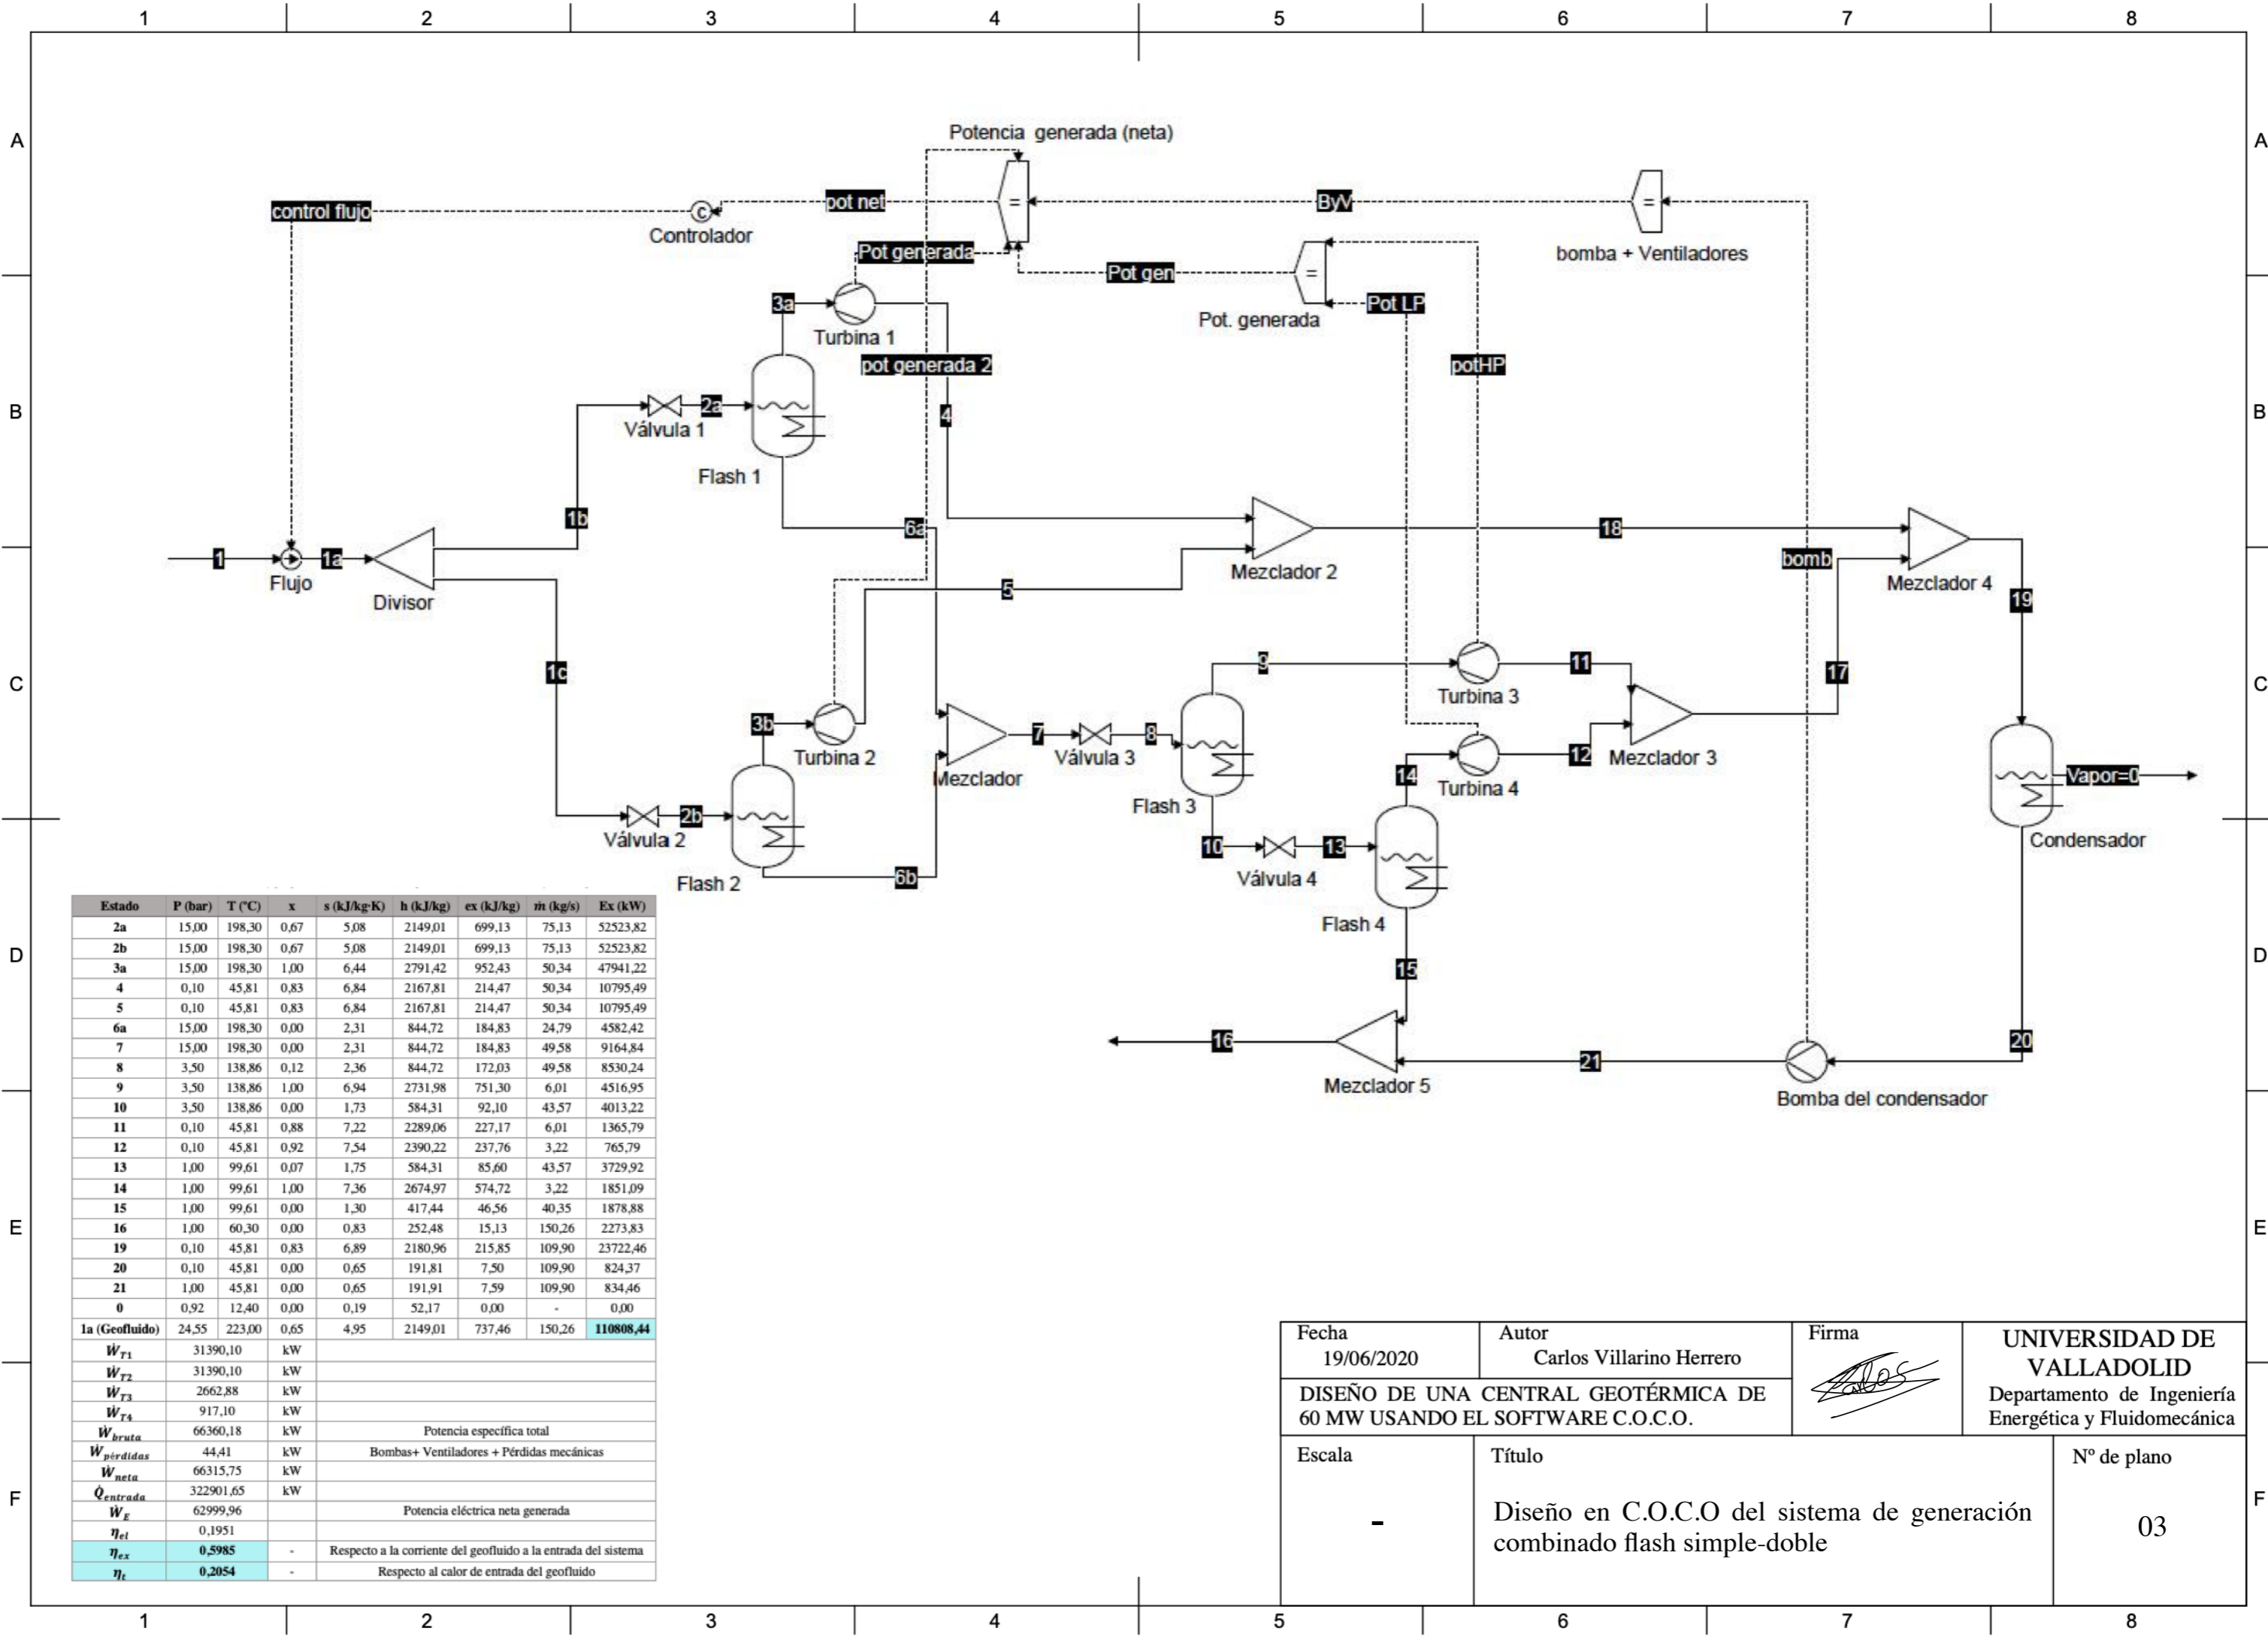 1 2 3 4 5 6 7 8
A A
B B
C C
D D
E E
F F
Potencia generada (neta)
control flujo
pot net
ByV
Controlador
C
=
=
=
bomba + Ventiladores
Pot generada
Pot gen
Pot LP
Pot. generada
3a
Turbina 1
pot generada 2
potHP
2a
Válvula 1
4
Flash 1
1b
6a
18
1
1a
Flujo
Divisor
Mezclador 2
bomb
Mezclador 4
5
19
1c
9
11
17
Turbina 3
3b
Turbina 2
7
Válvula 3
8
12
Mezclador 3
Mezclador
14
Turbina 4
Vapor=0
Flash 3
2b
Válvula 2
10
13
Válvula 4
Condensador
Flash 2
6b
Flash 4
15
16
21
20
Mezclador 5
Bomba del condensador
Estado P (bar) T (ºC) x s (kJ/kg·K) h (kJ/kg) ex (kJ/kg) ṁ (kg/s) Ex (kW)
2a 15,00 198,30 0,67 5,08 2149,01 699,13 75,13 52523,82
2b 15,00 198,30 0,67 5,08 2149,01 699,13 75,13 52523,82
3a 15,00 198,30 1,00 6,44 2791,42 952,43 50,34 47941,22
4 0,10 45,81 0,83 6,84 2167,81 214,47 50,34 10795,49
5 0,10 45,81 0,83 6,84 2167,81 214,47 50,34 10795,49
6a 15,00 198,30 0,00 2,31 844,72 184,83 24,79 4582,42
7 15,00 198,30 0,00 2,31 844,72 184,83 49,58 9164,84
8 3,50 138,86 0,12 2,36 844,72 172,03 49,58 8530,24
9 3,50 138,86 1,00 6,94 2731,98 751,30 6,01 4516,95
10 3,50 138,86 0,00 1,73 584,31 92,10 43,57 4013,22
11 0,10 45,81 0,88 7,22 2289,06 227,17 6,01 1365,79
12 0,10 45,81 0,92 7,54 2390,22 237,76 3,22 765,79
13 1,00 99,61 0,07 1,75 584,31 85,60 43,57 3729,92
14 1,00 99,61 1,00 7,36 2674,97 574,72 3,22 1851,09
15 1,00 99,61 0,00 1,30 417,44 46,56 40,35 1878,88
16 1,00 60,30 0,00 0,83 252,48 15,13 150,26 2273,83
19 0,10 45,81 0,83 6,89 2180,96 215,85 109,90 23722,46
20 0,10 45,81 0,00 0,65 191,81 7,50 109,90 824,37
21 1,00 45,81 0,00 0,65 191,91 7,59 109,90 834,46
0 0,92 12,40 0,00 0,19 52,17 0,00 - 0,00
1a (Geofluido) 24,55 223,00 0,65 4,95 2149,01 737,46 150,26 110808,44
Ẇ_T1 31390,10 kW
Ẇ_T2 31390,10 kW
Ẇ_T3 2662,88 kW
Ẇ_T4 917,10 kW
Ẇ_bruta 66360,18 kW Potencia específica total
Ẇ_pérdidas 44,41 kW Bombas+ Ventiladores + Pérdidas mecánicas
Ẇ_neta 66315,75 kW
Q̇_entrada 322901,65 kW
Ẇ_E 62999,96 Potencia eléctrica neta generada
η_el 0,1951
η_ex 0,5985 - Respecto a la corriente del geofluido a la entrada del sistema
η_t 0,2054 - Respecto al calor de entrada del geofluido
Fecha
19/06/2020
Autor
Carlos Villarino Herrero
Firma
Carlos
UNIVERSIDAD DE
VALLADOLID
Departamento de Ingeniería
Energética y Fluidomecánica
DISEÑO DE UNA CENTRAL GEOTÉRMICA DE
60 MW USANDO EL SOFTWARE C.O.C.O.
Escala
-
Título
Diseño en C.O.C.O del sistema de generación
combinado flash simple-doble
Nº de plano
03
1 2 3 4 5 6 7 8